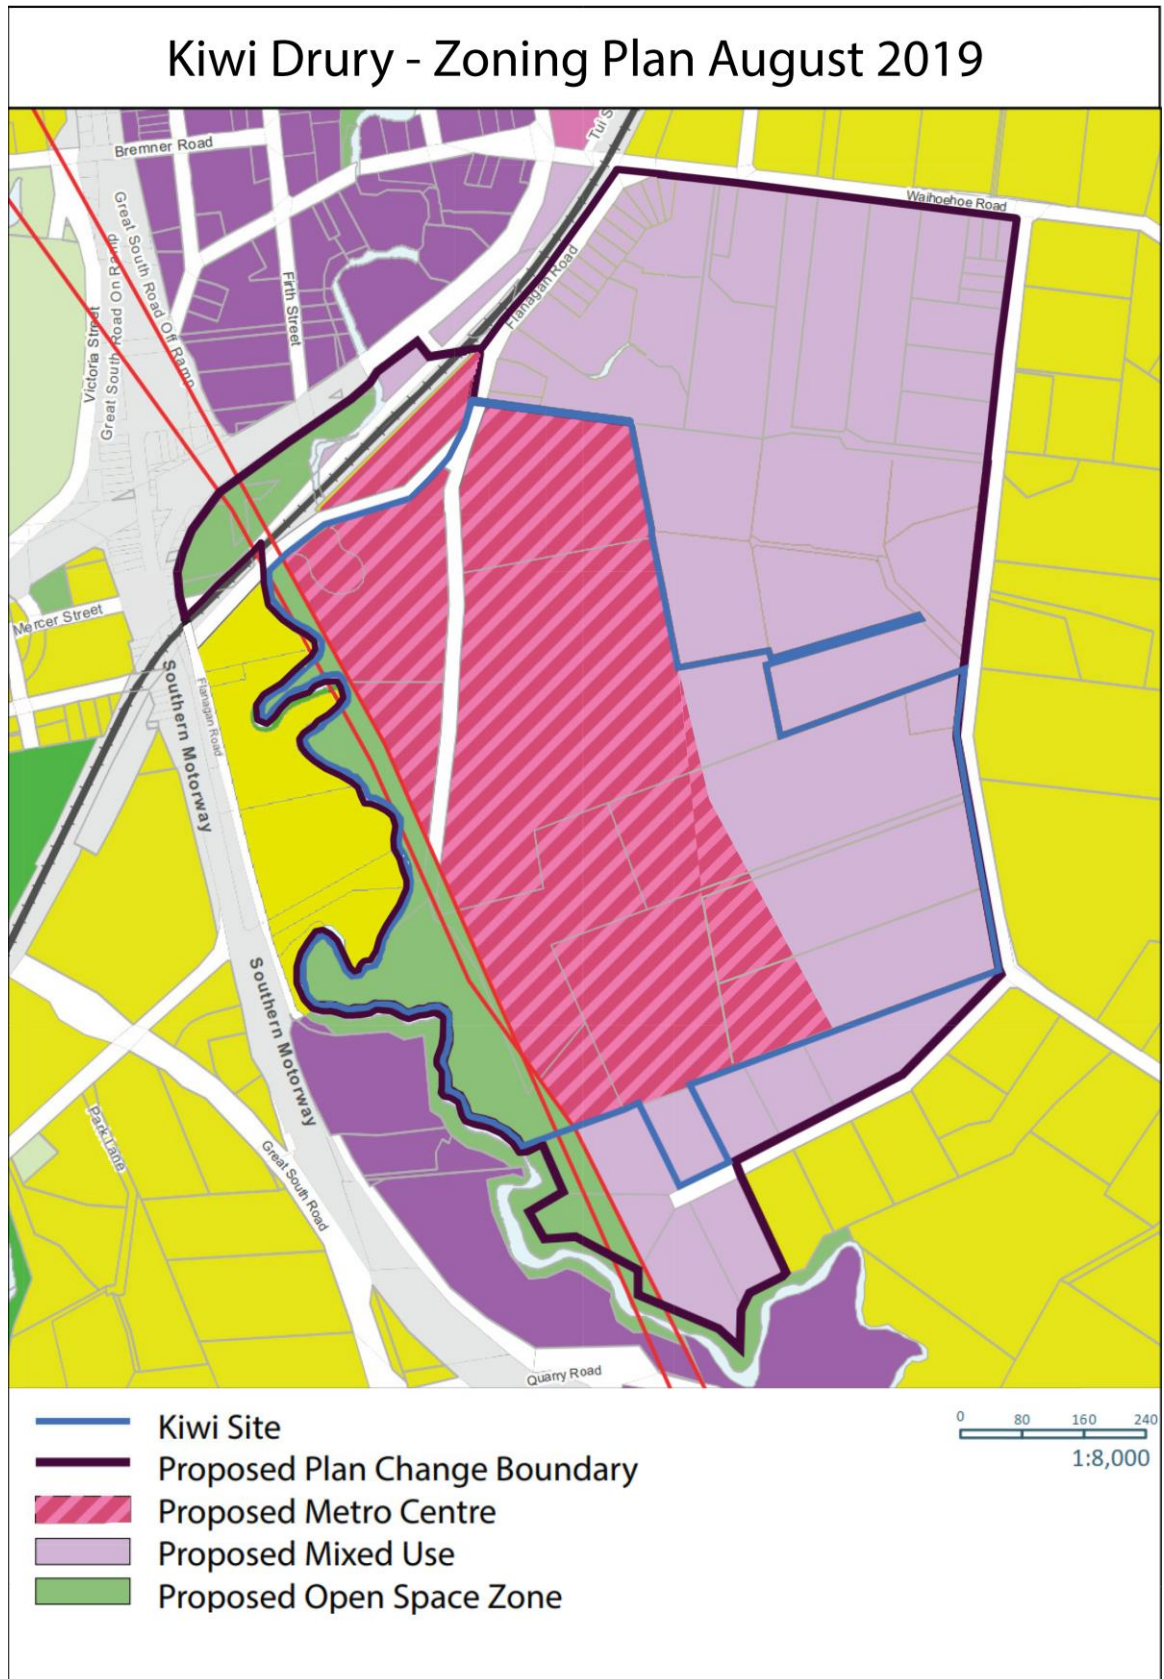 Kiwi Drury - Zoning Plan August 2019
Bremner Road
Tui S
Waihoehoe Road
Great South Road Off Ramp
Great South Road On Ramp
Victoria Street
Firth Street
Flanagan Road
Mercer Street
Southern Motorway
Flanagan Road
Southern Motorway
Park Lane
Great South Road
Quarry Road
Kiwi Site
Proposed Plan Change Boundary
Proposed Metro Centre
Proposed Mixed Use
Proposed Open Space Zone
0 80 160 240
1:8,000